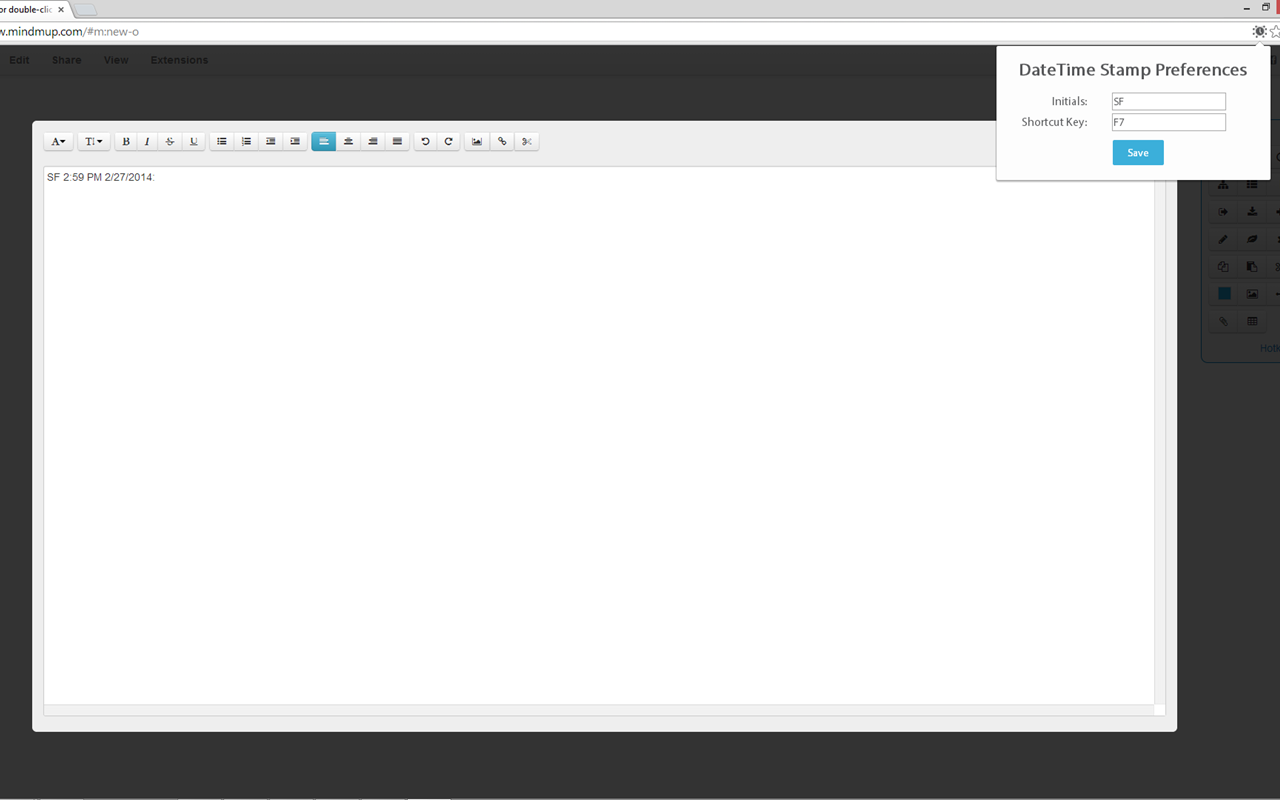 or double-clic
w.mindmup.com/#m:new-o
Edit Share View Extensions
DateTime Stamp Preferences
Initials: SF
Shortcut Key: F7
Save
A TI B I S U
SF 2:59 PM 2/27/2014: